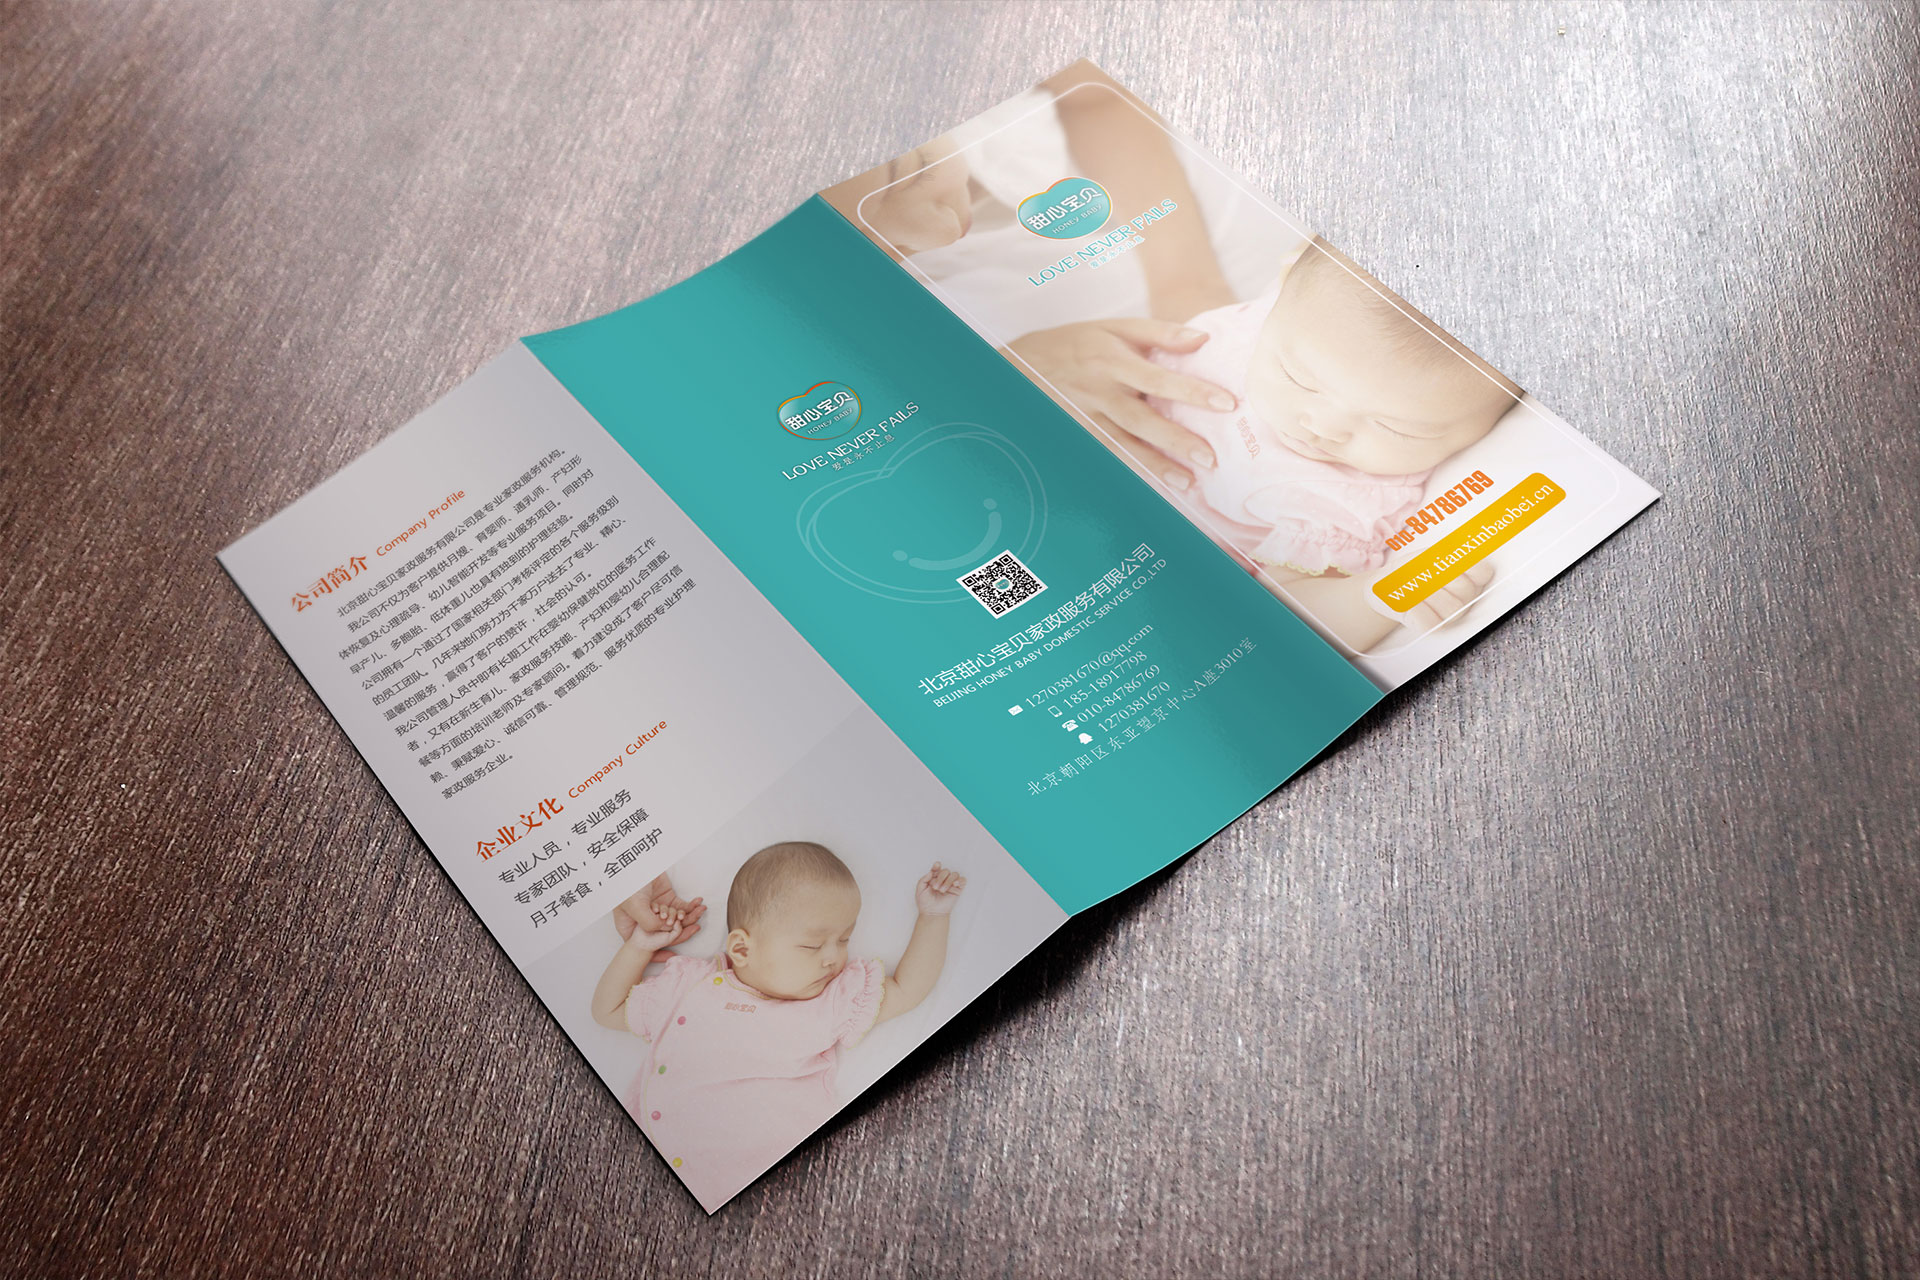 公司简介 Company Profile
北京甜心宝贝家政服务有限公司是专业家政服务机构。
我公司不仅为客户提供月嫂、育婴师、通乳师、产妇形
体恢复及心理疏导、幼儿智能开发等专业服务项目。同时对
早产儿、多胞胎、低体重儿也具有独到的护理经验。
公司拥有一个通过了国家相关部门考核评定的各个服务级别
的员工团队。几年来她们努力为千家万户送去了专业、精心、
温馨的服务，赢得了客户的赞许，社会的认可。
我公司管理人员中即有长期工作在婴幼保健岗位的医务工作
者，又有在新生育儿、家政服务技能、产妇和婴幼儿合理配
餐等方面的培训老师及专家顾问。着力建设成了客户尽可信
赖、秉赋爱心、诚信可靠、管理规范、服务优质的专业护理
家政服务企业。
企业文化 Company Culture
专业人员，专业服务
专家团队，安全保障
月子餐食，全面呵护
甜心宝贝
甜心宝贝
HONEY BABY
LOVE NEVER FAILS
爱是永不止息
北京甜心宝贝家政服务有限公司
BEIJING HONEY BABY DOMESTIC SERVICE CO.,LTD
1270381670@qq.com
185-18917798
010-84786769
1270381670
北京朝阳区东亚望京中心A座3010室
甜心宝贝
HONEY BABY
LOVE NEVER FAILS
爱是永不止息
甜心宝贝
010-84786769
www.tianxinbaobei.cn